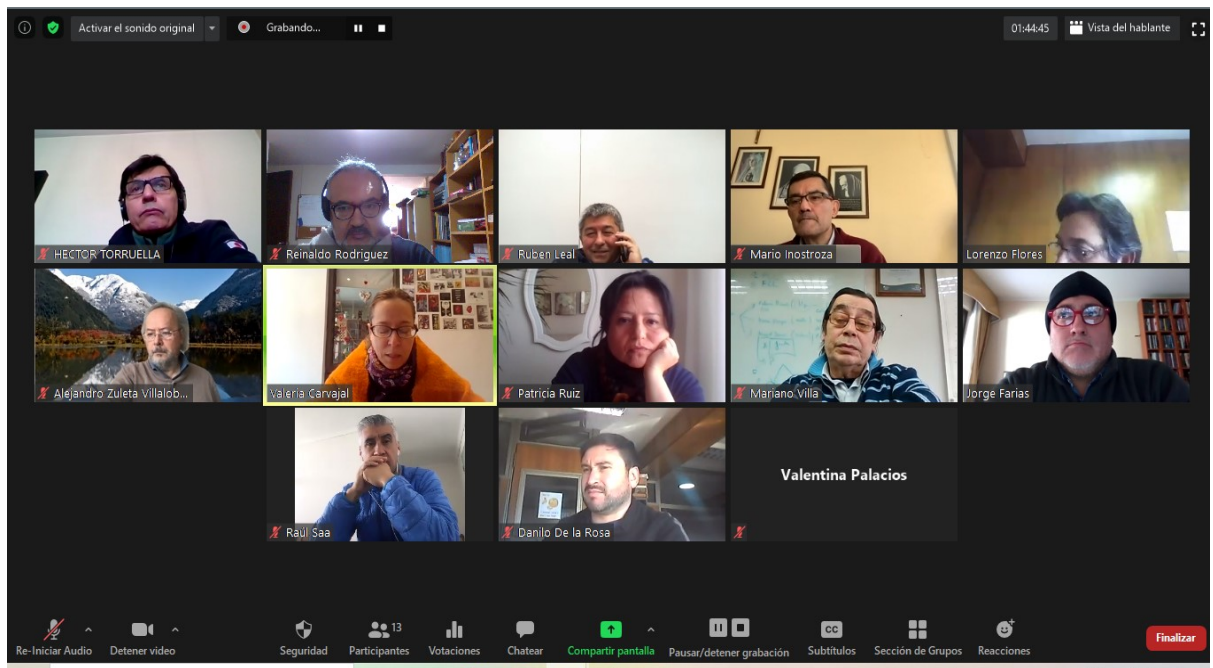 Activar el sonido original
Grabando...
01:44:45
Vista del hablante
HECTOR TORRUELLA
Reinaldo Rodriguez
Ruben Leal
Mario Inostroza
Lorenzo Flores
Alejandro Zuleta Villalob...
Valeria Carvajal
Patricia Ruiz
Mariano Villa
Jorge Farias
Raul Saa
Danilo De la Rosa
Valentina Palacios
Re-Iniciar Audio
Detener video
Seguridad
13
Participantes
Votaciones
Chatear
Compartir pantalla
Pausar/detener grabación
CC
Subtítulos
Sección de Grupos
Reacciones
Finalizar